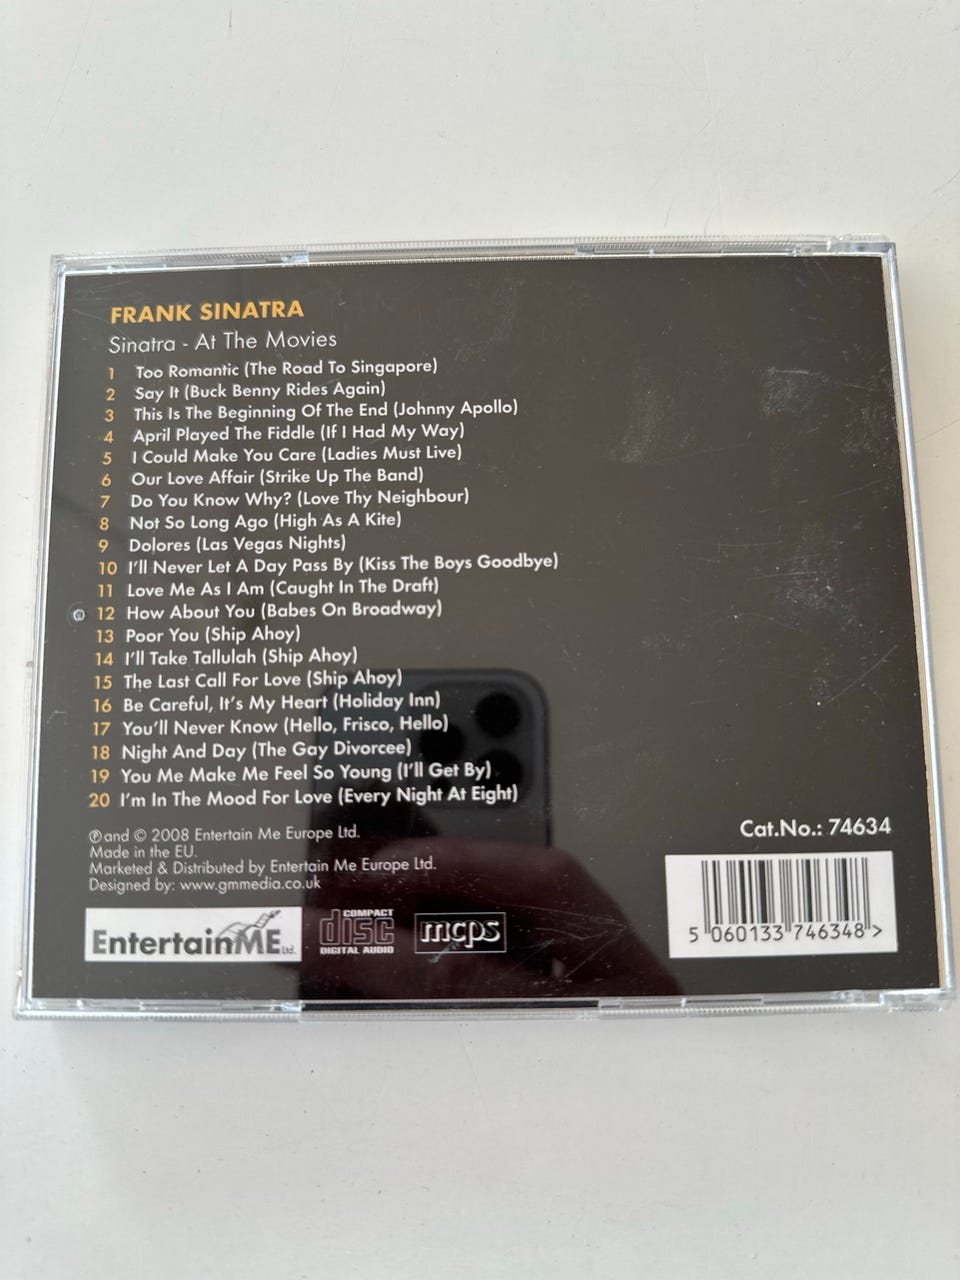 FRANK SINATRA
Sinatra - At The Movies
1 Too Romantic (The Road To Singapore)
2 Say It (Buck Benny Rides Again)
3 This Is The Beginning Of The End (Johnny Apollo)
4 April Played The Fiddle (If I Had My Way)
5 I Could Make You Care (Ladies Must Live)
6 Our Love Affair (Strike Up The Band)
7 Do You Know Why? (Love Thy Neighbour)
8 Not So Long Ago (High As A Kite)
9 Dolores (Las Vegas Nights)
10 I'll Never Let A Day Pass By (Kiss The Boys Goodbye)
11 Love Me As I Am (Caught In The Draft)
12 How About You (Babes On Broadway)
13 Poor You (Ship Ahoy)
14 I'll Take Tallulah (Ship Ahoy)
15 The Last Call For Love (Ship Ahoy)
16 Be Careful, It's My Heart (Holiday Inn)
17 You'll Never Know (Hello, Frisco, Hello)
18 Night And Day (The Gay Divorcee)
19 You Me Make Me Feel So Young (I'll Get By)
20 I'm In The Mood For Love (Every Night At Eight)
℗ and © 2008 Entertain Me Europe Ltd.
Made in the EU.
Marketed & Distributed by Entertain Me Europe Ltd.
Designed by: www.gmmedia.co.uk
Cat.No.: 74634
EntertainME Ltd.
COMPACT
disc
DIGITAL AUDIO
mcps
5 060133 746348 >